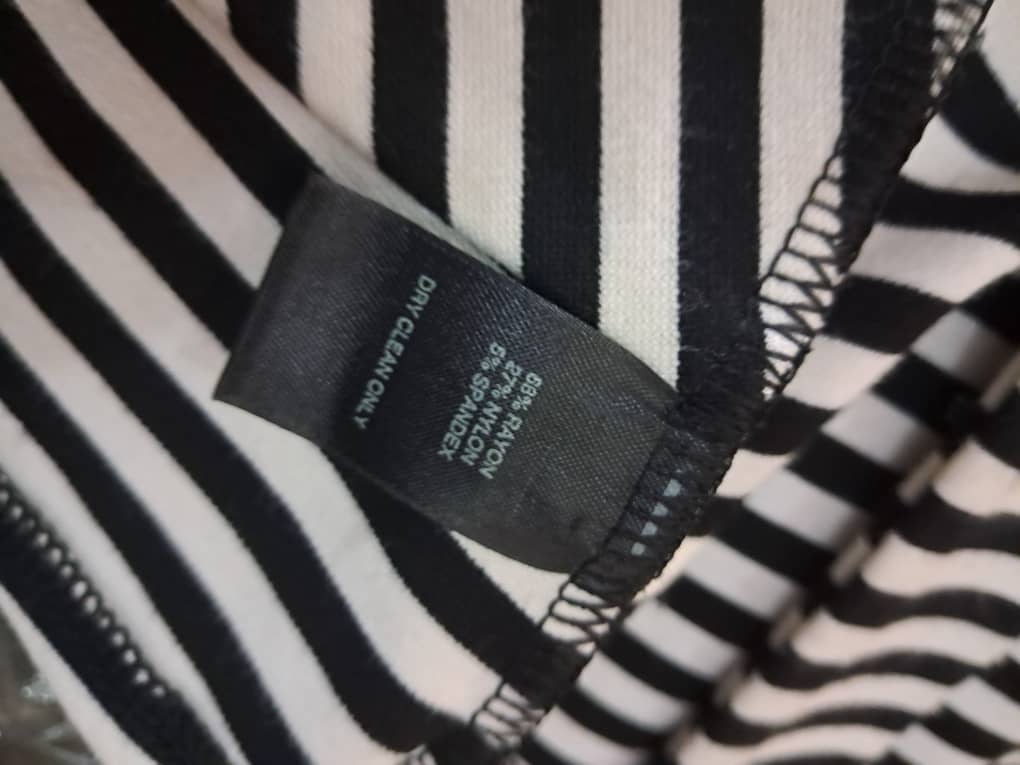 68% RAYON
27% NYLON
5% SPANDEX
DRY CLEAN ONLY